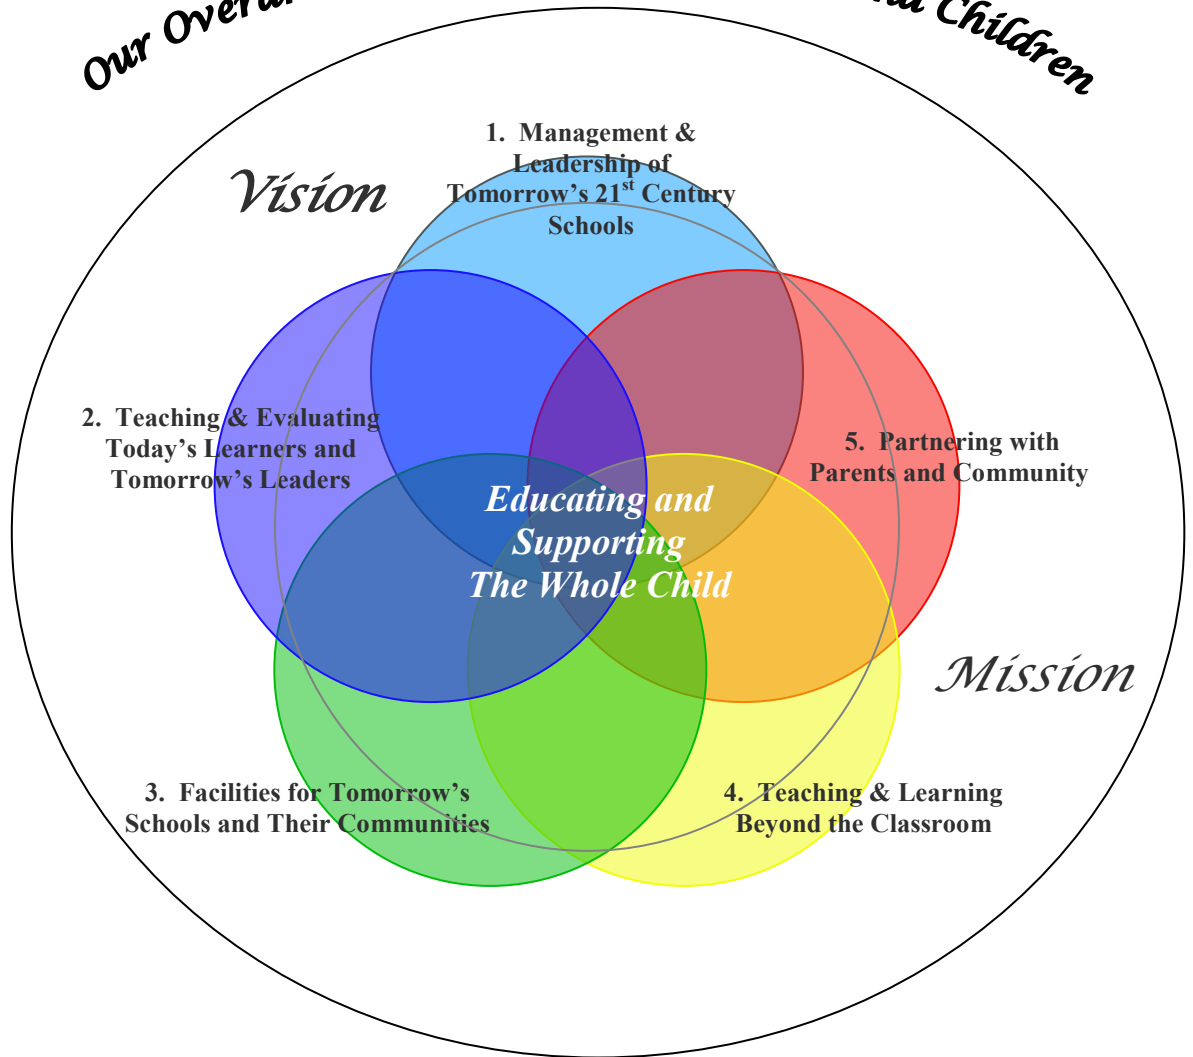 Our
Children
Vision
1. Management &
Leadership of
Tomorrow's 21st Century
Schools
2. Teaching & Evaluating
Today's Learners and
Tomorrow's Leaders
5. Partnering with
Parents and Community
Educating and
Supporting
The Whole Child
Mission
3. Facilities for Tomorrow's
Schools and Their Communities
4. Teaching & Learning
Beyond the Classroom